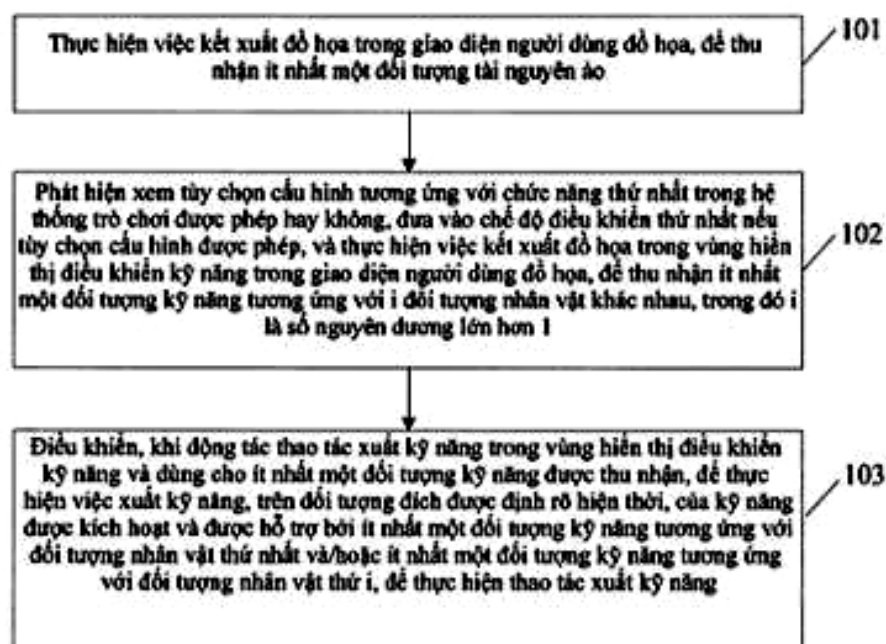 Thực hiện việc kết xuất đồ họa trong giao diện người dùng đồ họa, để thu
nhận ít nhất một đối tượng tài nguyên ảo
101
Phát hiện xem tùy chọn cấu hình tương ứng với chức năng thứ nhất trong hệ
thống trò chơi được phép hay không, đưa vào chế độ điều khiển thứ nhất nếu
tùy chọn cấu hình được phép, và thực hiện việc kết xuất đồ họa trong vùng hiển
thị điều khiển kỹ năng trong giao diện người dùng đồ họa, để thu nhận ít nhất
một đối tượng kỹ năng tương ứng với i đối tượng nhân vật khác nhau, trong đó i
là số nguyên dương lớn hơn 1
102
Điều khiển, khi động tác thao tác xuất kỹ năng trong vùng hiển thị điều khiển
kỹ năng và dùng cho ít nhất một đối tượng kỹ năng được thu nhận, để thực
hiện việc xuất kỹ năng, trên đối tượng đích được định rõ hiện thời, của kỹ năng
được kích hoạt và được hỗ trợ bởi ít nhất một đối tượng kỹ năng tương ứng với
đối tượng nhân vật thứ nhất và/hoặc ít nhất một đối tượng kỹ năng tương ứng
với đối tượng nhân vật thứ i, để thực hiện thao tác xuất kỹ năng
103